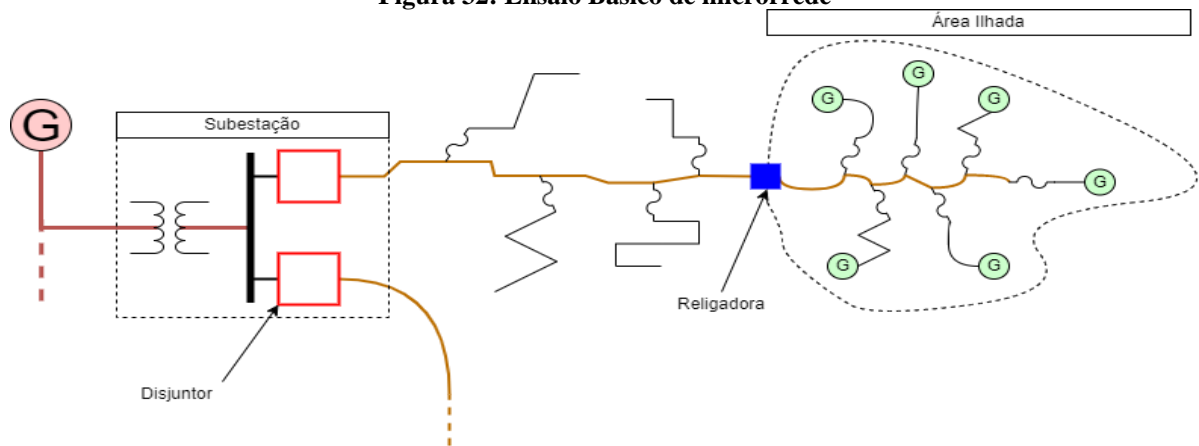 Figura 32: Ensaio Básico de microrrede
Área Ilhada
G
G
G
G
Subestação
G
G
G
Religadora
Disjuntor